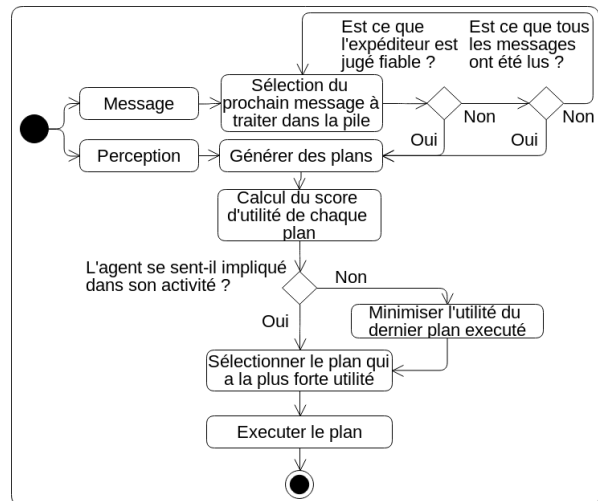 Est ce que
l'expéditeur est
jugé fiable ?
Est ce que tous
les messages
ont été lus ?
Message
Sélection du
prochain message à
traiter dans la pile
Non
Non
Oui
Oui
Perception
Générer des plans
Calcul du score
d'utilité de chaque
plan
L'agent se sent-il impliqué
dans son activité ?
Non
Oui
Minimiser l'utilité du
dernier plan executé
Sélectionner le plan qui
a la plus forte utilité
Executer le plan